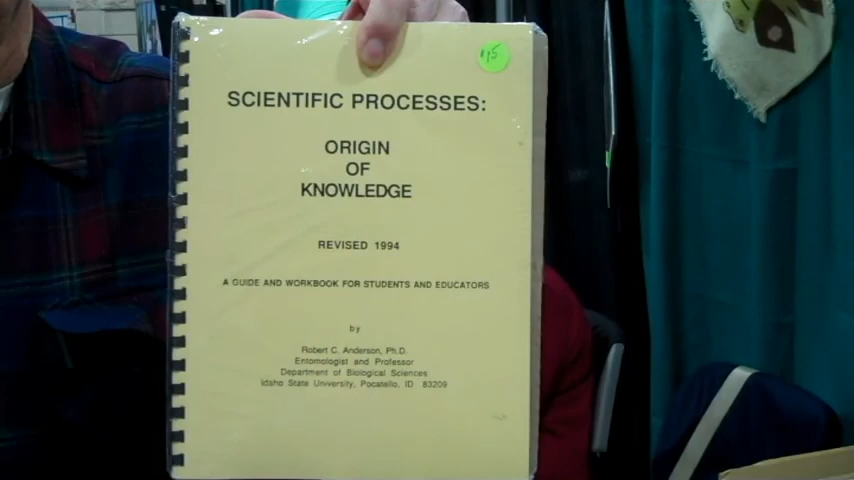 $15
SCIENTIFIC PROCESSES:
ORIGIN
OF
KNOWLEDGE
REVISED 1994
A GUIDE AND WORKBOOK FOR STUDENTS AND EDUCATORS
by
Robert C. Anderson, Ph.D.
Entomologist and Professor
Department of Biological Sciences
Idaho State University, Pocatello, ID 83209